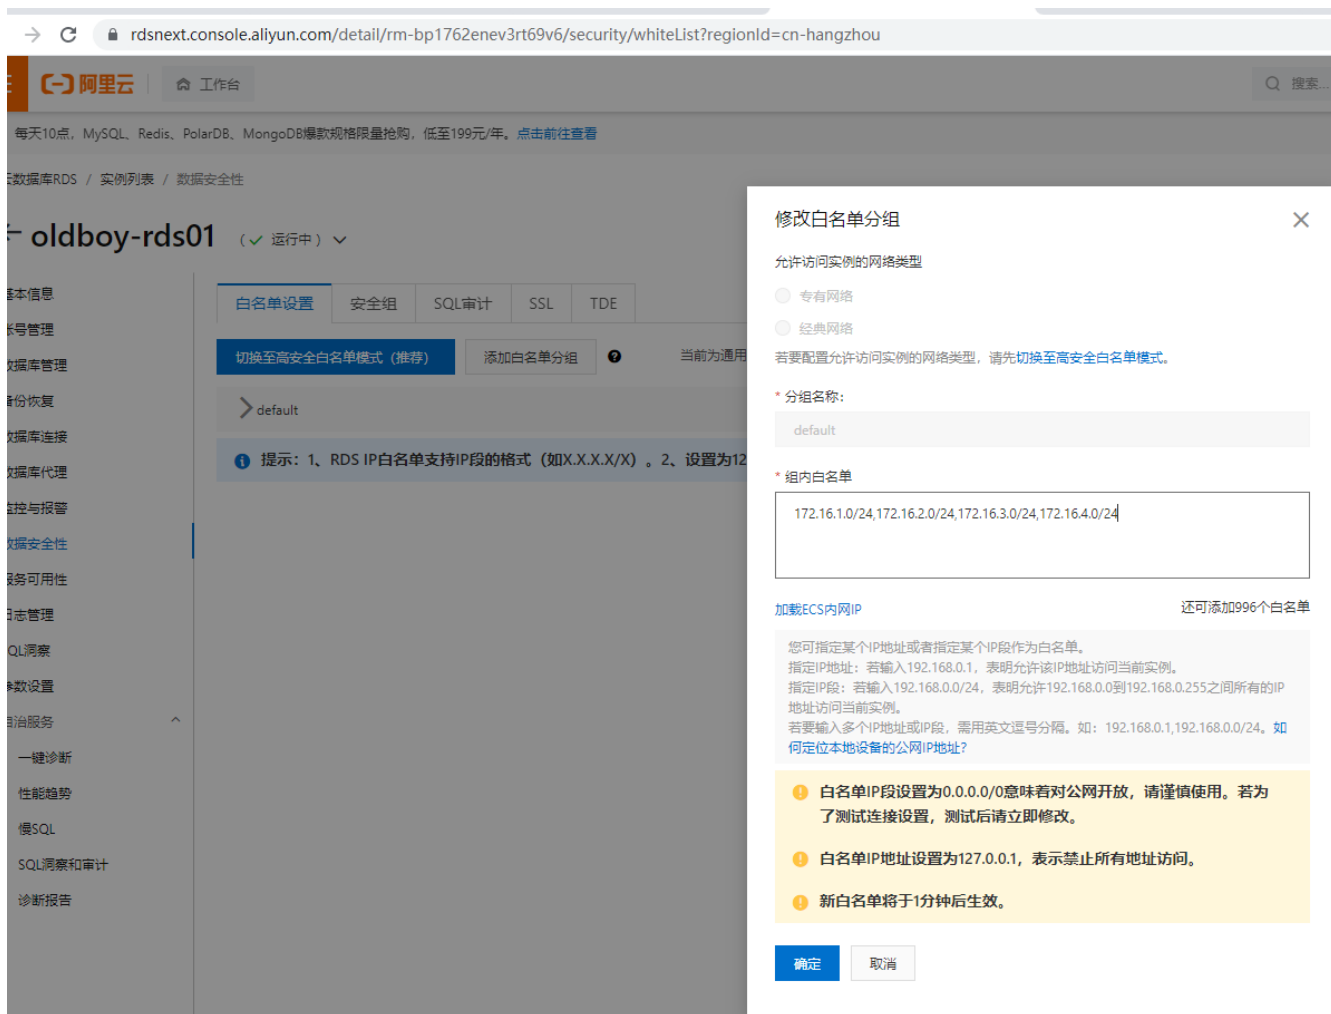 rdsnext.console.aliyun.com/detail/rm-bp1762enev3rt69v6/security/whiteList?regionId=cn-hangzhou
阿里云
工作台
搜索...
每天10点，MySQL、Redis、PolarDB、MongoDB爆款规格限量抢购，低至199元/年。点击前往查看
云数据库RDS / 实例列表 / 数据安全性
oldboy-rds01 (运行中)
基本信息
账号管理
数据库管理
备份恢复
数据库连接
数据库代理
监控与报警
数据安全性
服务可用性
日志管理
SQL洞察
参数设置
自治服务
一键诊断
性能趋势
慢SQL
SQL洞察和审计
诊断报告
白名单设置 安全组 SQL审计 SSL TDE
切换至高安全白名单模式（推荐） 添加白名单分组 当前为通用
default
提示：1、RDS IP白名单支持IP段的格式（如X.X.X.X/X）。2、设置为12
修改白名单分组
允许访问实例的网络类型
专有网络
经典网络
若要配置允许访问实例的网络类型，请先切换至高安全白名单模式。
* 分组名称：
default
* 组内白名单
172.16.1.0/24,172.16.2.0/24,172.16.3.0/24,172.16.4.0/24
加载ECS内网IP 还可添加996个白名单
您可指定某个IP地址或者指定某个IP段作为白名单。
指定IP地址：若输入192.168.0.1，表明允许该IP地址访问当前实例。
指定IP段：若输入192.168.0.0/24，表明允许192.168.0.0到192.168.0.255之间所有的IP
地址访问当前实例。
若要输入多个IP地址或IP段，需用英文逗号分隔。如：192.168.0.1,192.168.0.0/24。如
何定位本地设备的公网IP地址？
白名单IP段设置为0.0.0.0/0意味着对公网开放，请谨慎使用。若为
了测试连接设置，测试后请立即修改。
白名单IP地址设置为127.0.0.1，表示禁止所有地址访问。
新白名单将于1分钟后生效。
确定 取消